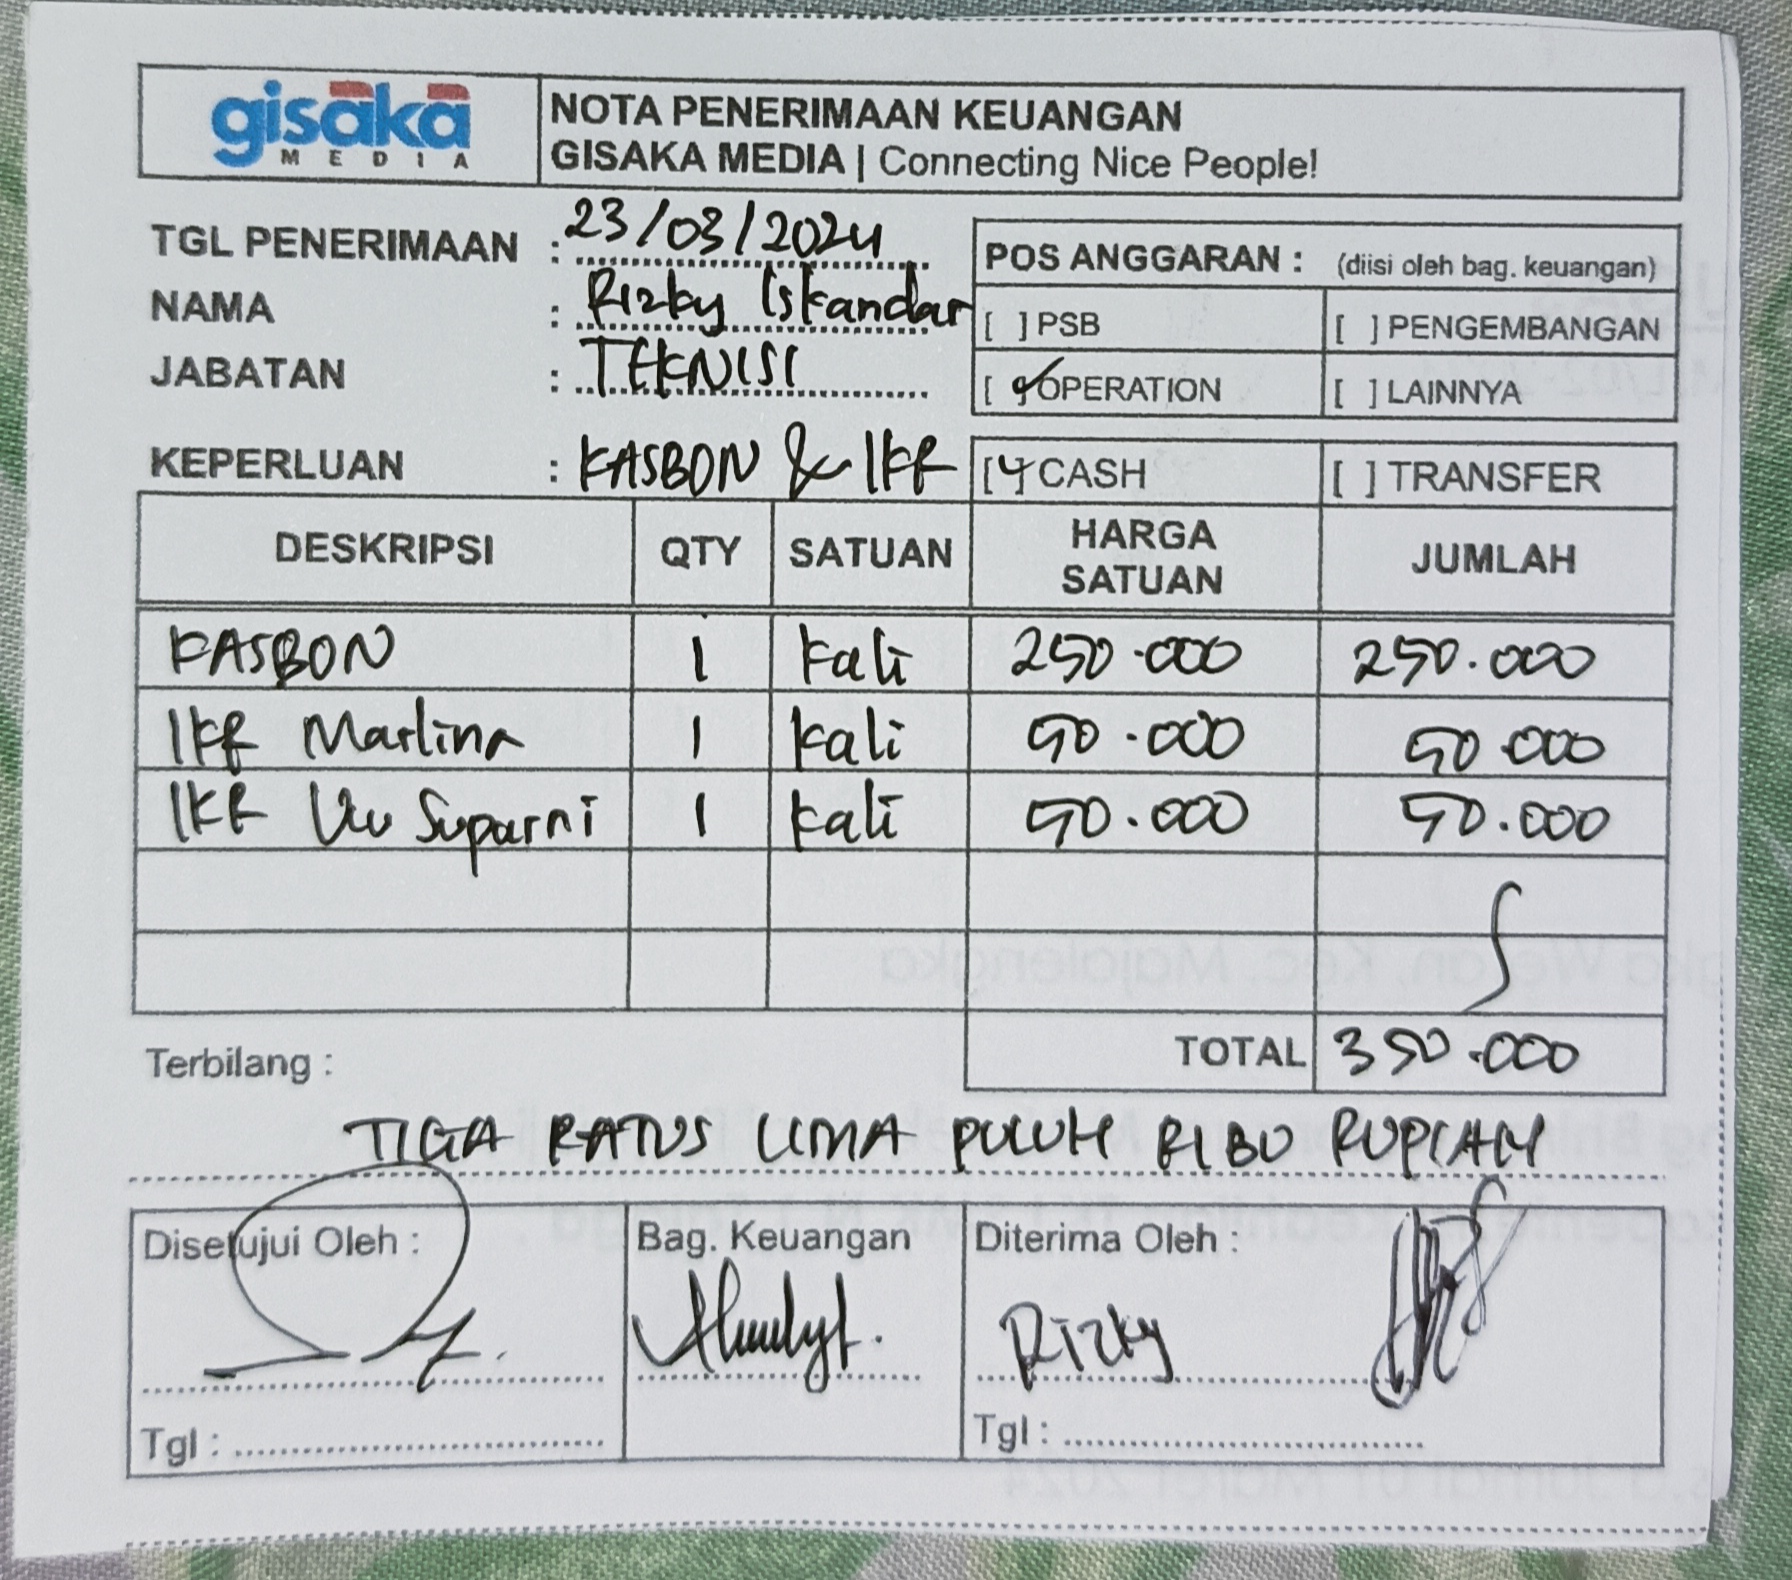 gisaka
MEDIA
NOTA PENERIMAAN KEUANGAN
GISAKA MEDIA | Connecting Nice People!
TGL PENERIMAAN : 23/03/2024
NAMA : Rizky Iskandar
JABATAN : TEKNISI
POS ANGGARAN : (diisi oleh bag. keuangan)
[ ] PSB [ ] PENGEMBANGAN
[✓] OPERATION [ ] LAINNYA
KEPERLUAN : KASBON & IKR [✓] CASH [ ] TRANSFER
DESKRIPSI QTY SATUAN HARGA SATUAN JUMLAH
KASBON 1 kali 250.000 250.000
IKR Marlina 1 kali 50.000 50.000
IKR Suparni 1 kali 50.000 50.000
TOTAL 350.000
Terbilang :
TIGA RATUS LIMA PULUH RIBU RUPIAH
Disetujui Oleh : Bag. Keuangan Diterima Oleh :
Rizky
Tgl : Tgl :